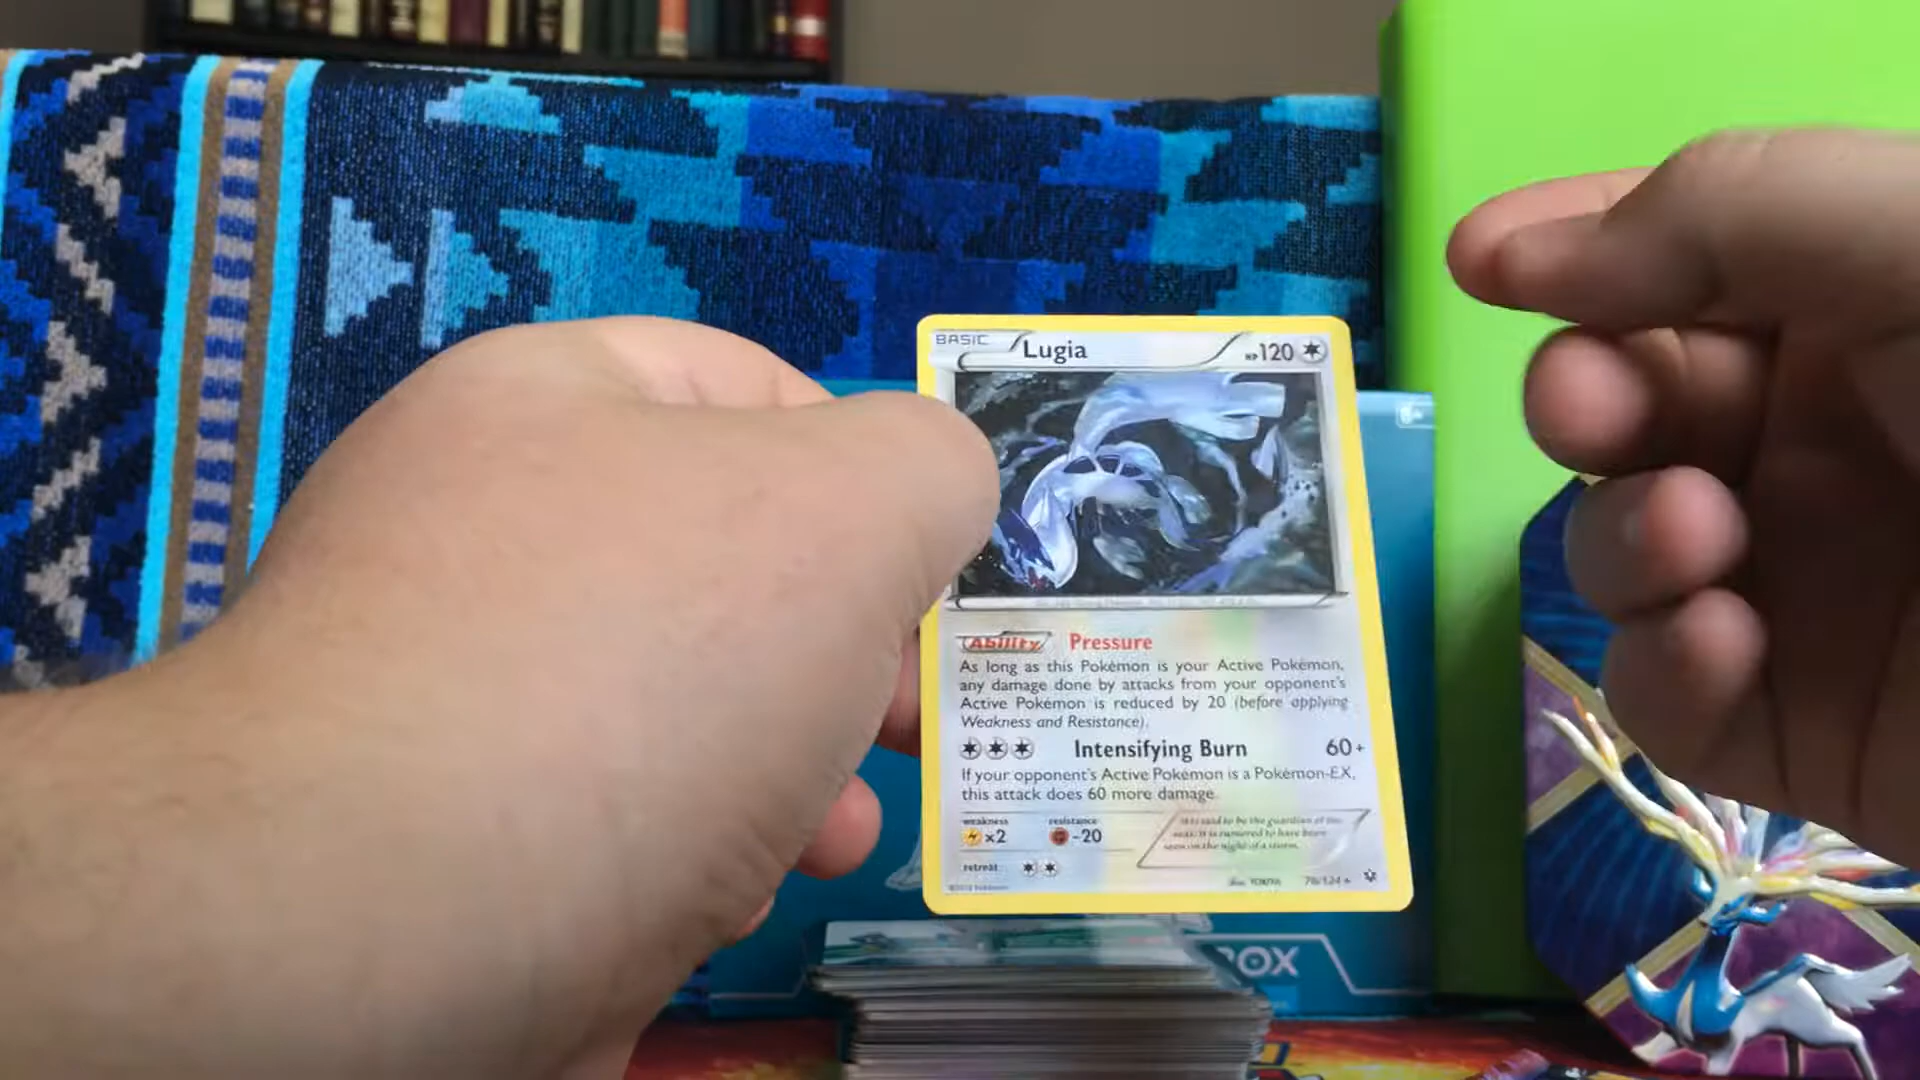 BASIC Lugia HP120
Ability Pressure
As long as this Pokémon is your Active Pokémon,
any damage done by attacks from your opponent's
Active Pokémon is reduced by 20 (before applying
Weakness and Resistance).
Intensifying Burn 60+
If your opponent's Active Pokémon is a Pokémon-EX,
this attack does 60 more damage.
weakness resistance
×2 -20
It is said to be the guardian of the
seas. It is rumored to have been
seen on the night of a storm.
retreat
78/124
BOX